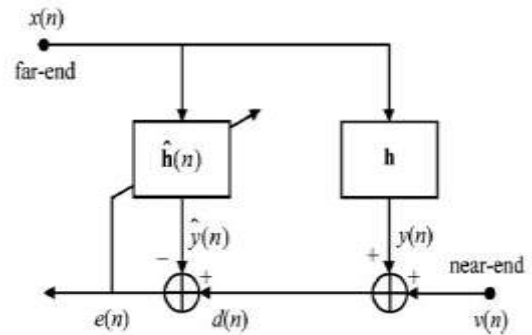 x(n)
far-end
ĥ(n)
h
ŷ(n)
y(n)
−
+
+
+
near-end
e(n)
d(n)
v(n)